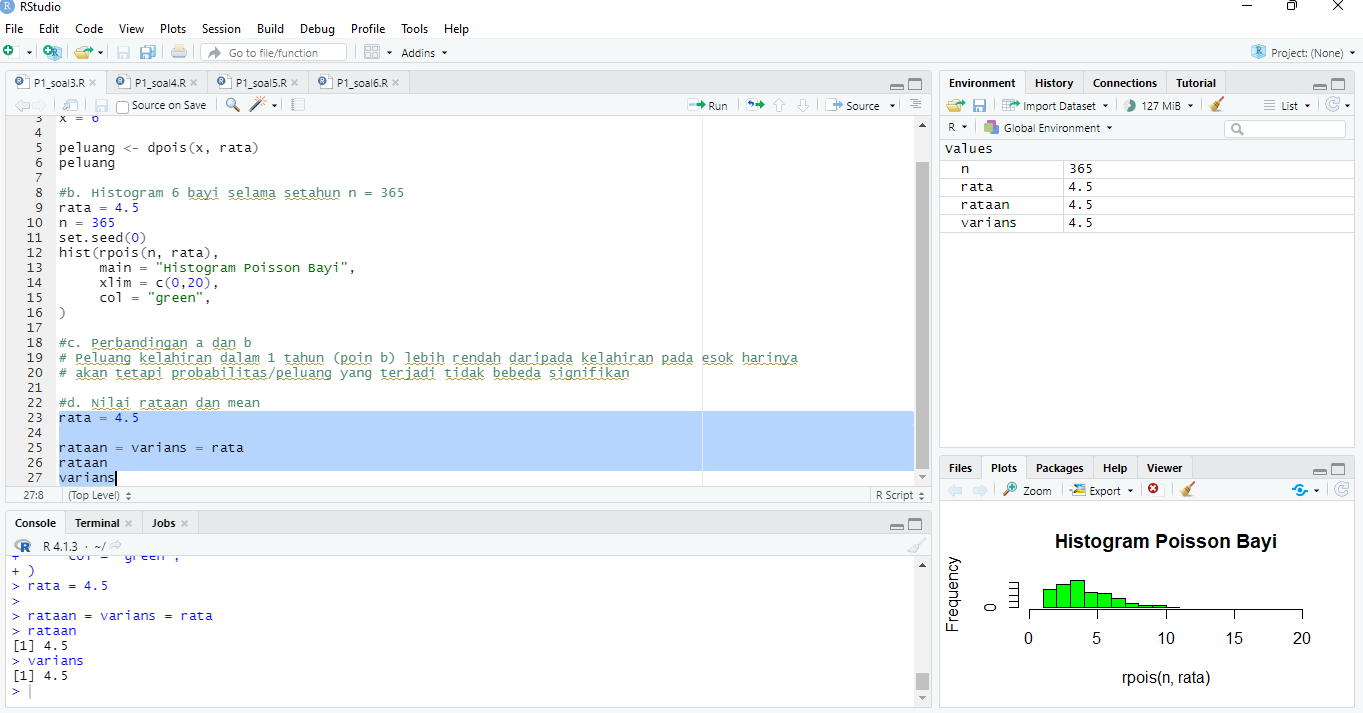 RStudio
File Edit Code View Plots Session Build Debug Profile Tools Help
Go to file/function Addins Project: (None)
P1_soal3.R P1_soal4.R P1_soal5.R P1_soal6.R
Source on Save Run Source
3 x = 6
4
5 peluang <- dpois(x, rata)
6 peluang
7
8 #b. Histogram 6 bayi selama setahun n = 365
9 rata = 4.5
10 n = 365
11 set.seed(0)
12 hist(rpois(n, rata),
13 main = "Histogram Poisson Bayi",
14 xlim = c(0,20),
15 col = "green",
16 )
17
18 #c. Perbandingan a dan b
19 # Peluang kelahiran dalam 1 tahun (poin b) lebih rendah daripada kelahiran pada esok harinya
20 # akan tetapi probabilitas/peluang yang terjadi tidak bebeda signifikan
21
22 #d. Nilai rataan dan mean
23 rata = 4.5
24
25 rataan = varians = rata
26 rataan
27 varians
27:8 (Top Level) R Script
Console Terminal Jobs
R 4.1.3 · ~/
+ col = "green",
+ )
> rata = 4.5
>
> rataan = varians = rata
> rataan
[1] 4.5
> varians
[1] 4.5
>
Environment History Connections Tutorial
Import Dataset 127 MiB List
R Global Environment
Values
n 365
rata 4.5
rataan 4.5
varians 4.5
Files Plots Packages Help Viewer
Zoom Export
Histogram Poisson Bayi
Frequency
0
0 5 10 15 20
rpois(n, rata)